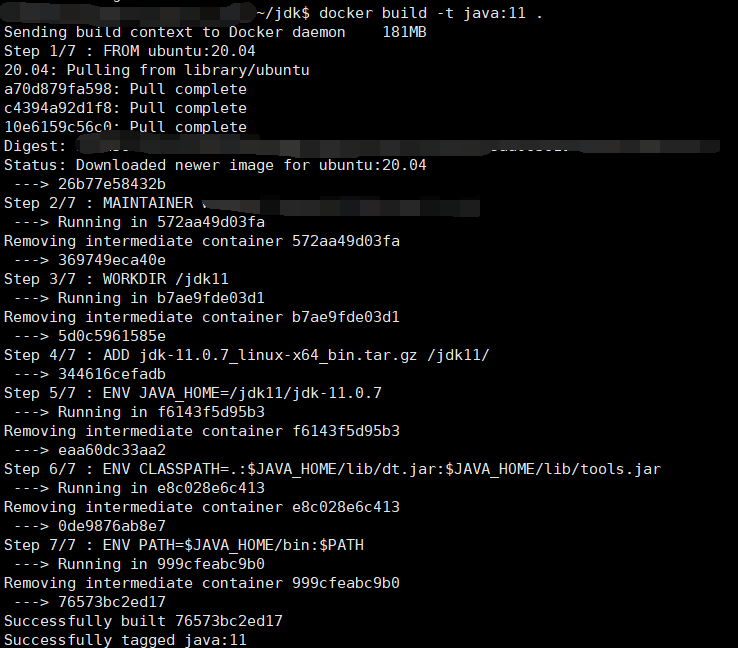 ~/jdk$ docker build -t java:11 .
Sending build context to Docker daemon    181MB
Step 1/7 : FROM ubuntu:20.04
20.04: Pulling from library/ubuntu
a70d879fa598: Pull complete
c4394a92d1f8: Pull complete
10e6159c56c0: Pull complete
Digest:
Status: Downloaded newer image for ubuntu:20.04
 ---> 26b77e58432b
Step 2/7 : MAINTAINER
 ---> Running in 572aa49d03fa
Removing intermediate container 572aa49d03fa
 ---> 369749eca40e
Step 3/7 : WORKDIR /jdk11
 ---> Running in b7ae9fde03d1
Removing intermediate container b7ae9fde03d1
 ---> 5d0c5961585e
Step 4/7 : ADD jdk-11.0.7_linux-x64_bin.tar.gz /jdk11/
 ---> 344616cefadb
Step 5/7 : ENV JAVA_HOME=/jdk11/jdk-11.0.7
 ---> Running in f6143f5d95b3
Removing intermediate container f6143f5d95b3
 ---> eaa60dc33aa2
Step 6/7 : ENV CLASSPATH=.:$JAVA_HOME/lib/dt.jar:$JAVA_HOME/lib/tools.jar
 ---> Running in e8c028e6c413
Removing intermediate container e8c028e6c413
 ---> 0de9876ab8e7
Step 7/7 : ENV PATH=$JAVA_HOME/bin:$PATH
 ---> Running in 999cfeabc9b0
Removing intermediate container 999cfeabc9b0
 ---> 76573bc2ed17
Successfully built 76573bc2ed17
Successfully tagged java:11